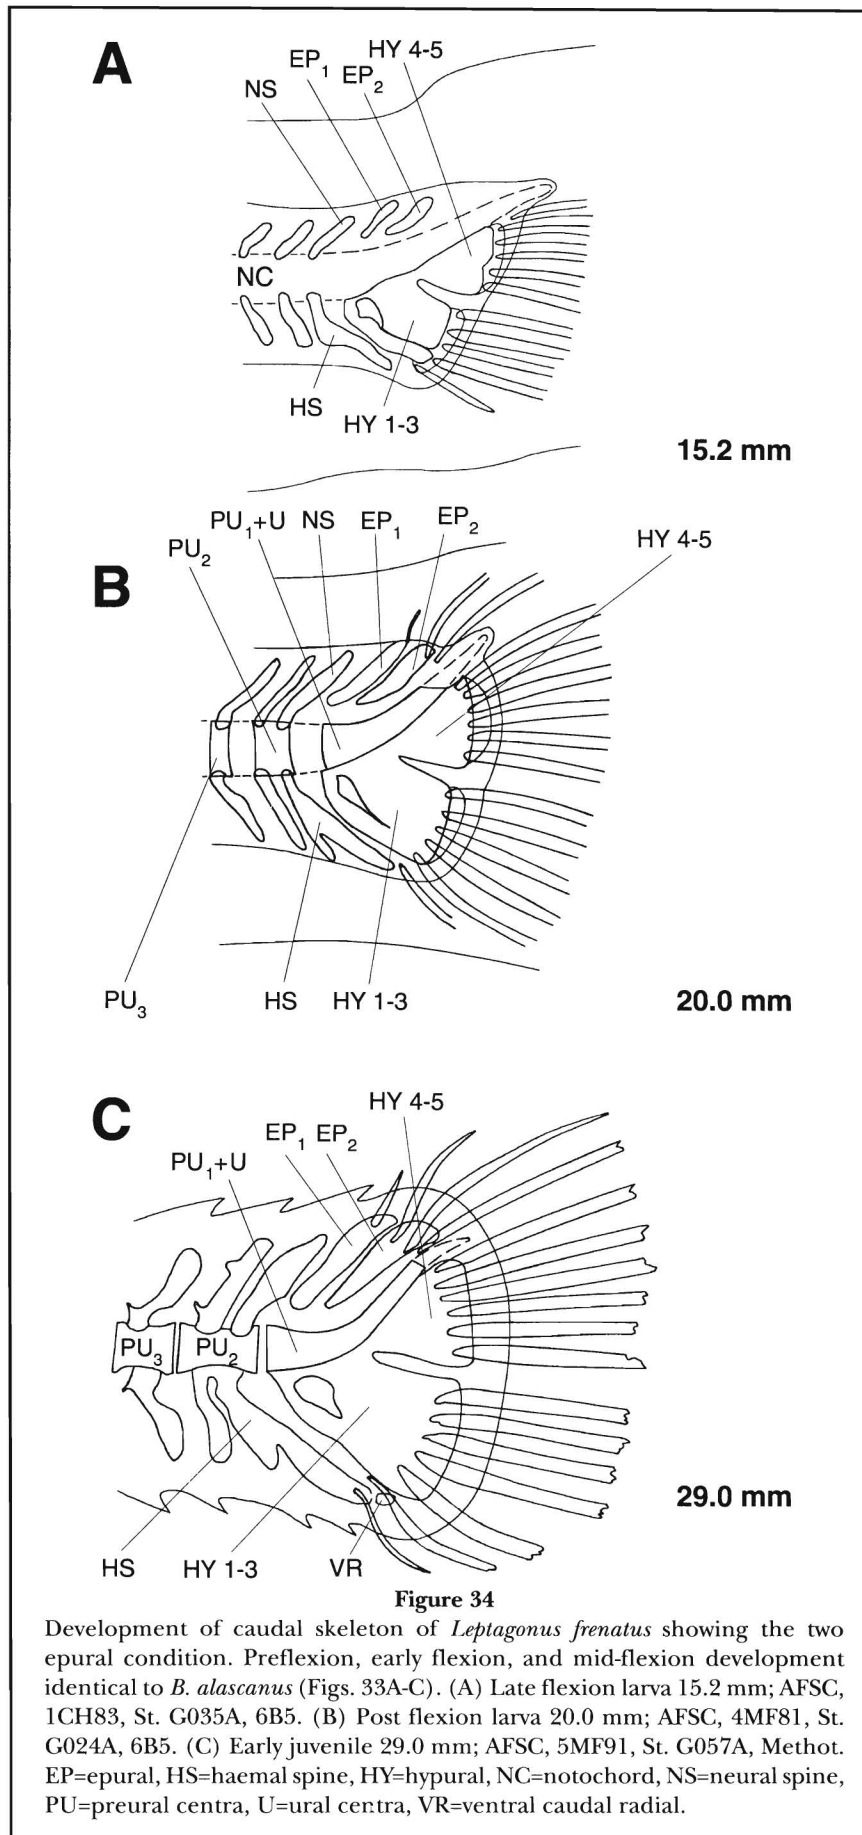 A
HY 4-5
EP1
EP2
NS
NC
HS
HY 1-3
15.2 mm
PU1+U NS EP1 EP2
HY 4-5
PU2
B
PU3
HS
HY 1-3
20.0 mm
C
HY 4-5
EP1 EP2
PU1+U
PU3
PU2
29.0 mm
HS
HY 1-3
VR
Figure 34
Development of caudal skeleton of Leptagonus frenatus showing the two
epural condition. Preflexion, early flexion, and mid-flexion development
identical to B. alascanus (Figs. 33A-C). (A) Late flexion larva 15.2 mm; AFSC,
1CH83, St. G035A, 6B5. (B) Post flexion larva 20.0 mm; AFSC, 4MF81, St.
G024A, 6B5. (C) Early juvenile 29.0 mm; AFSC, 5MF91, St. G057A, Methot.
EP=epural, HS=haemal spine, HY=hypural, NC=notochord, NS=neural spine,
PU=preural centra, U=ural centra, VR=ventral caudal radial.